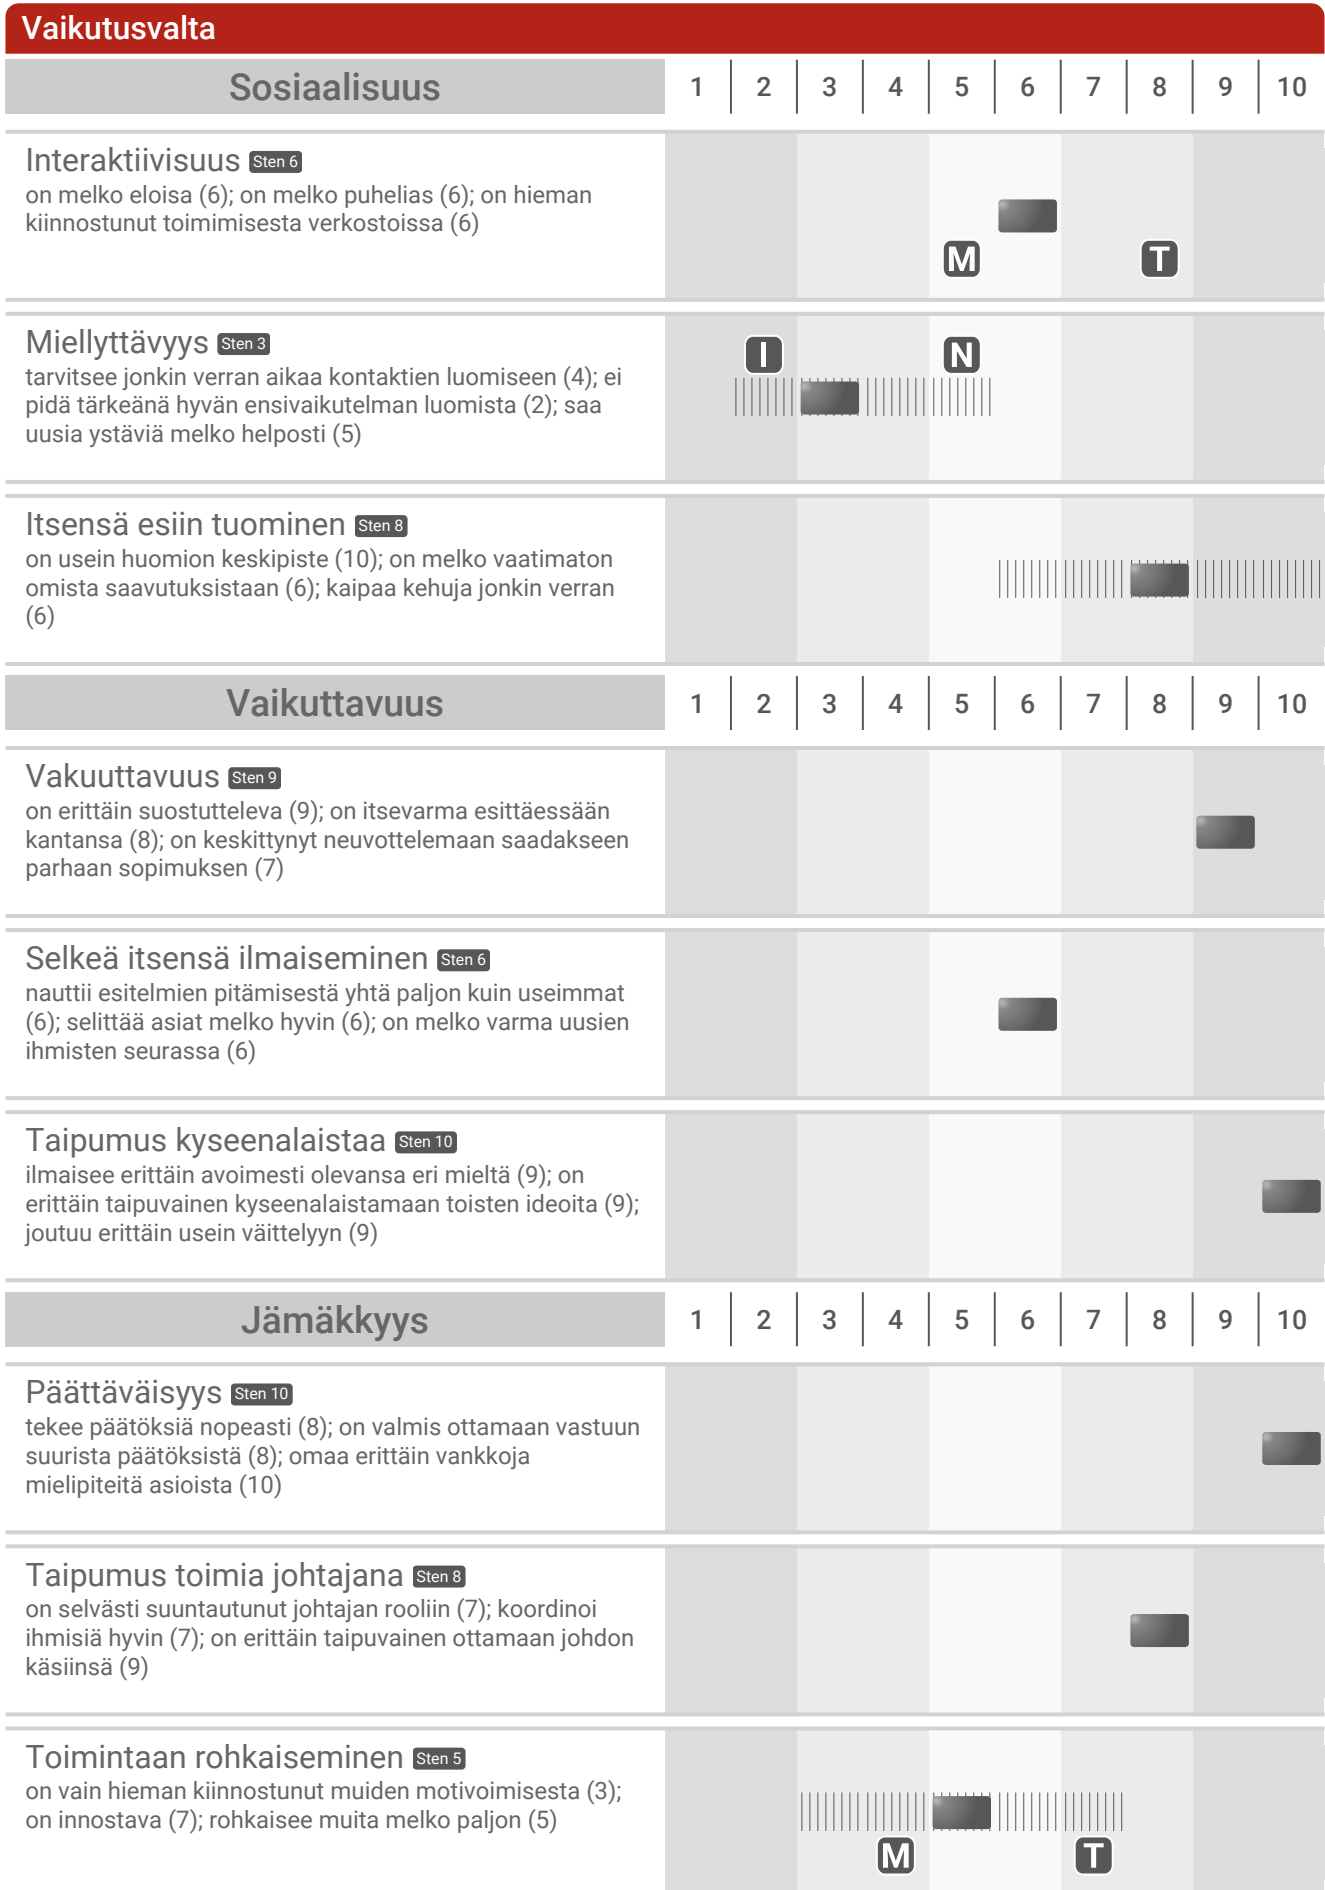 Vaikutusvalta
Sosiaalisuus 1 2 3 4 5 6 7 8 9 10
Interaktiivisuus Sten 6
on melko eloisa (6); on melko puhelias (6); on hieman
kiinnostunut toimimisesta verkostoissa (6)
M T
Miellyttävyys Sten 3
I N
tarvitsee jonkin verran aikaa kontaktien luomiseen (4); ei
pidä tärkeänä hyvän ensivaikutelman luomista (2); saa
uusia ystäviä melko helposti (5)
Itsensä esiin tuominen Sten 8
on usein huomion keskipiste (10); on melko vaatimaton
omista saavutuksistaan (6); kaipaa kehuja jonkin verran
(6)
Vaikuttavuus 1 2 3 4 5 6 7 8 9 10
Vakuuttavuus Sten 9
on erittäin suostutteleva (9); on itsevarma esittäessään
kantansa (8); on keskittynyt neuvottelemaan saadakseen
parhaan sopimuksen (7)
Selkeä itsensä ilmaiseminen Sten 6
nauttii esitelmien pitämisestä yhtä paljon kuin useimmat
(6); selittää asiat melko hyvin (6); on melko varma uusien
ihmisten seurassa (6)
Taipumus kyseenalaistaa Sten 10
ilmaisee erittäin avoimesti olevansa eri mieltä (9); on
erittäin taipuvainen kyseenalaistamaan toisten ideoita (9);
joutuu erittäin usein väittelyyn (9)
Jämäkkyys 1 2 3 4 5 6 7 8 9 10
Päättäväisyys Sten 10
tekee päätöksiä nopeasti (8); on valmis ottamaan vastuun
suurista päätöksistä (8); omaa erittäin vankkoja
mielipiteitä asioista (10)
Taipumus toimia johtajana Sten 8
on selvästi suuntautunut johtajan rooliin (7); koordinoi
ihmisiä hyvin (7); on erittäin taipuvainen ottamaan johdon
käsiinsä (9)
Toimintaan rohkaiseminen Sten 5
on vain hieman kiinnostunut muiden motivoimisesta (3);
on innostava (7); rohkaisee muita melko paljon (5)
M T